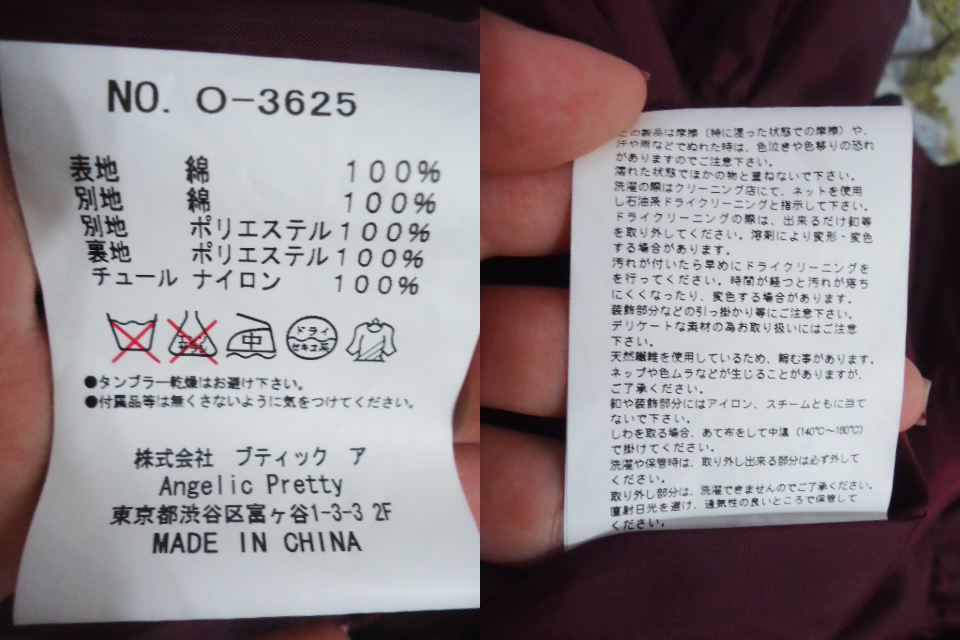 NO. O-3625
表地 綿 100%
別地 綿 100%
別地 ポリエステル 100%
裏地 ポリエステル 100%
チュール ナイロン 100%
エンソサラシ
中
ドライ
セキユ系
●タンブラー乾燥はお避け下さい。
●付属品等は無くさないように気をつけてください。
株式会社 ブティック ア
Angelic Pretty
東京都渋谷区富ヶ谷1-3-3 2F
MADE IN CHINA
この製品は摩擦(特に湿った状態での摩擦)や、
汗や雨などでぬれた時は、色泣きや色移りの恐れ
がありますのでご注意下さい。
濡れた状態でほかの物と重ねないで下さい。
洗濯の際はクリーニング店にて、ネットを使用
し石油系ドライクリーニングと指示して下さい。
ドライクリーニングの際は、出来るだけ釦等
を取り外してください。溶剤により変形・変色
する場合があります。
汚れが付いたら早めにドライクリーニングを
を行ってください。時間が経つと汚れが落ち
にくくなったり、変色する場合があります。
装飾部分などの引っ掛かり等にご注意下さい。
デリケートな素材の為お取り扱いにはご注意
下さい。
天然繊維を使用しているため、縮む事があります。
ネップや色ムラなどが生じることがありますが、
ご了承ください。
釦や装飾部分にはアイロン、スチームともに当て
ないで下さい。
しわを取る場合、あて布をして中温(140℃～160℃)
で掛けてください。
洗濯や保管時は、取り外し出来る部分は必ず外して
ください。
取り外し部分は、洗濯できませんのでご了承ください。
直射日光を避け、通気性の良いところで保管して
ください。